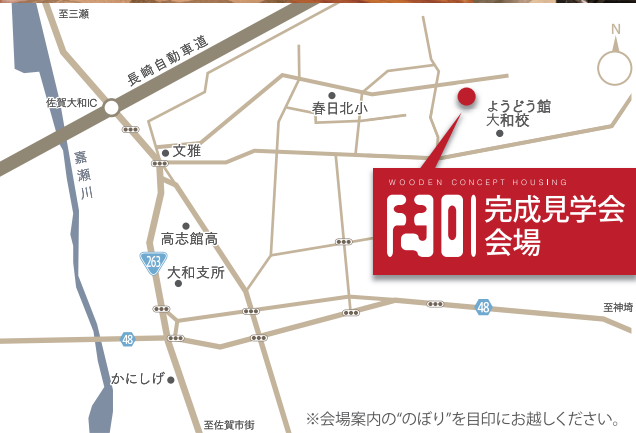 至三瀬
N
長崎自動車道
佐賀大和IC
春日北小
ようどう館
大和校
文雅
嘉瀬川
WOODEN CONCEPT HOUSING
完成見学会
会場
高志館高
263
大和支所
48
至神埼
48
かにしげ
至佐賀市街
※会場案内の“のぼり”を目印にお越しください。